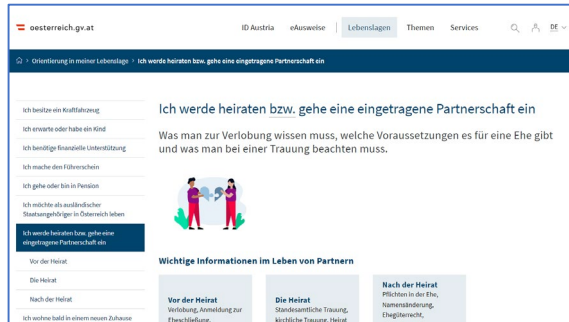 oesterreich.gv.at
ID Austria eAusweise Lebenslagen Themen Services DE
Orientierung in meiner Lebenslage > Ich werde heiraten bzw. gehe eine eingetragene Partnerschaft ein
Ich besitze ein Kraftfahrzeug
Ich erwarte oder habe ein Kind
Ich benötige finanzielle Unterstützung
Ich mache den Führerschein
Ich gehe oder bin in Pension
Ich möchte als ausländischer
Staatsangehöriger in Österreich leben
Ich werde heiraten bzw. gehe eine
eingetragene Partnerschaft ein
Vor der Heirat
Die Heirat
Nach der Heirat
Ich wohne bald in einem neuen Zuhause
Ich werde heiraten bzw. gehe eine eingetragene Partnerschaft ein
Was man zur Verlobung wissen muss, welche Voraussetzungen es für eine Ehe gibt
und was man bei einer Trauung beachten muss.
Wichtige Informationen im Leben von Partnern
Vor der Heirat
Verlobung, Anmeldung zur
Eheschließung,
Die Heirat
Standesamtliche Trauung,
kirchliche Trauung, Heirat
Nach der Heirat
Pflichten in der Ehe,
Namensänderung,
Ehegüterrecht,